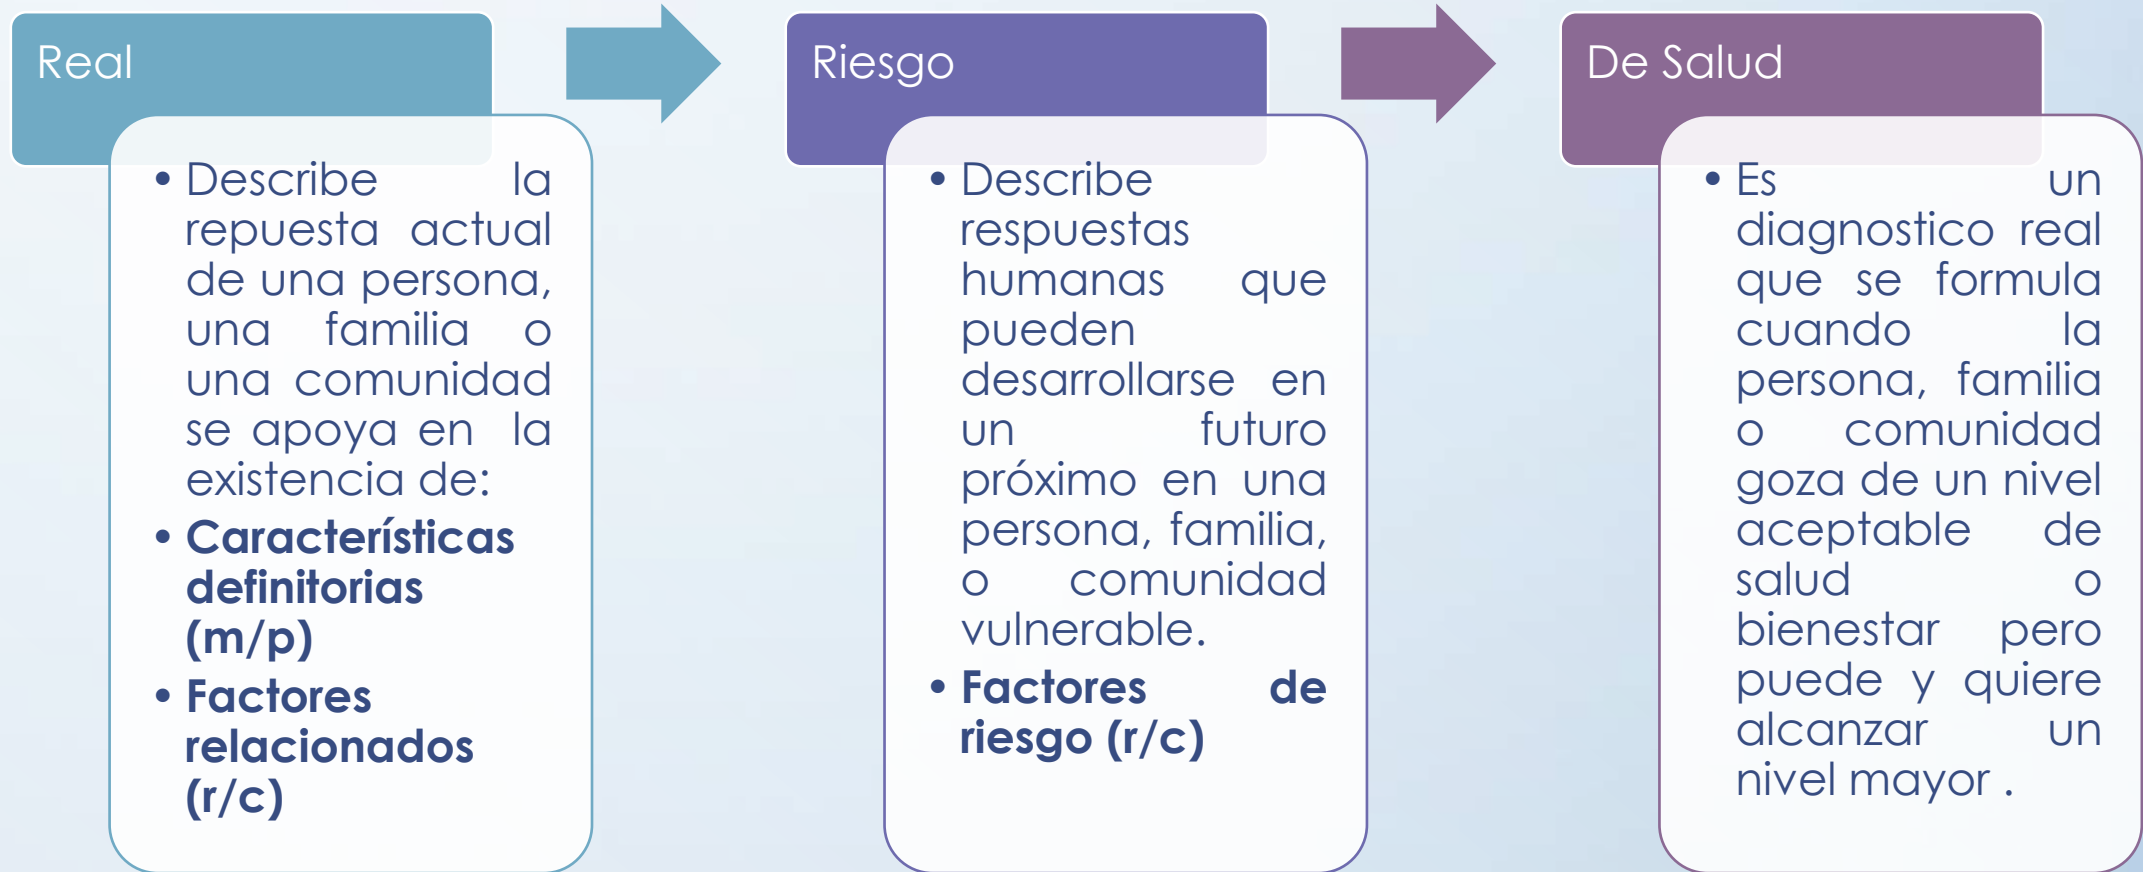 Real
• Describe la
repuesta actual
de una persona,
una familia o
una comunidad
se apoya en la
existencia de:
• Características
definitorias
(m/p)
• Factores
relacionados
(r/c)
Riesgo
• Describe
respuestas
humanas que
pueden
desarrollarse en
un futuro
próximo en una
persona, familia,
o comunidad
vulnerable.
• Factores de
riesgo (r/c)
De Salud
• Es un
diagnostico real
que se formula
cuando la
persona, familia
o comunidad
goza de un nivel
aceptable de
salud o
bienestar pero
puede y quiere
alcanzar un
nivel mayor .